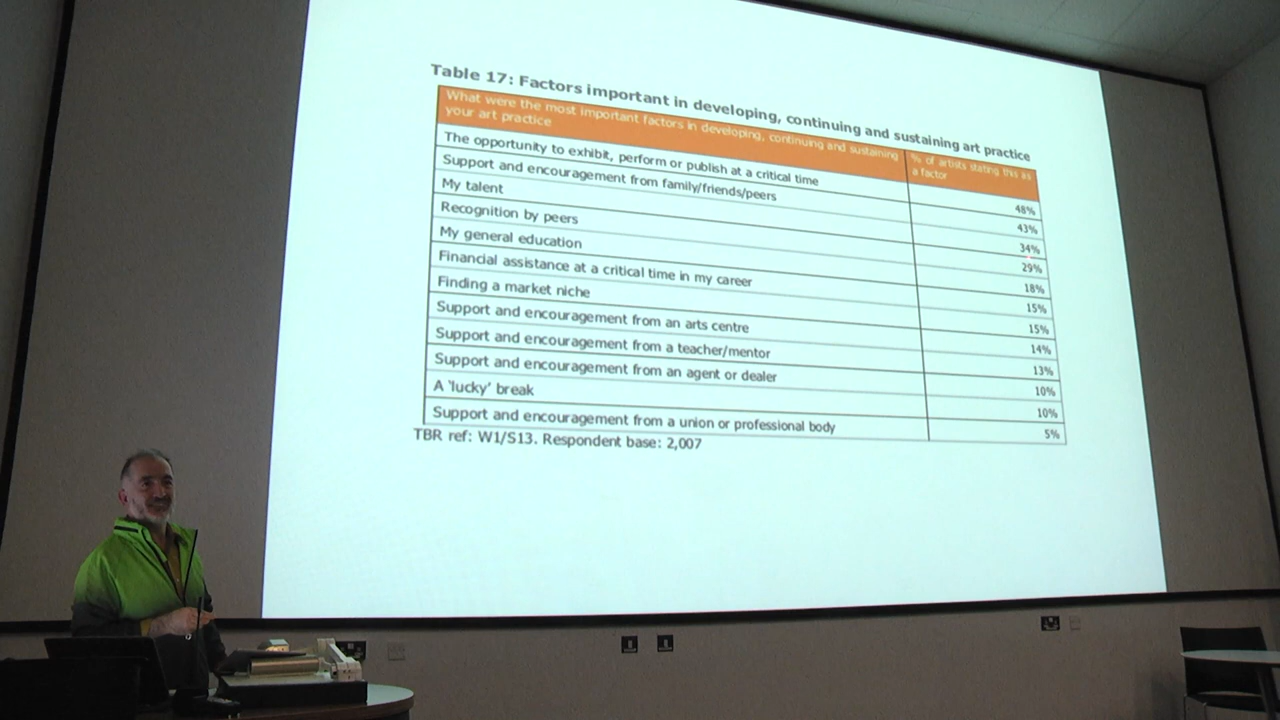 Table 17: Factors important in developing, continuing and sustaining art practice
What were the most important factors in developing, continuing and sustaining
your art practice
% of artists stating this as
a factor
The opportunity to exhibit, perform or publish at a critical time
48%
Support and encouragement from family/friends/peers
43%
My talent
34%
Recognition by peers
29%
My general education
18%
Financial assistance at a critical time in my career
15%
Finding a market niche
15%
Support and encouragement from an arts centre
14%
Support and encouragement from a teacher/mentor
13%
Support and encouragement from an agent or dealer
10%
A 'lucky' break
10%
Support and encouragement from a union or professional body
5%
TBR ref: W1/S13. Respondent base: 2,007